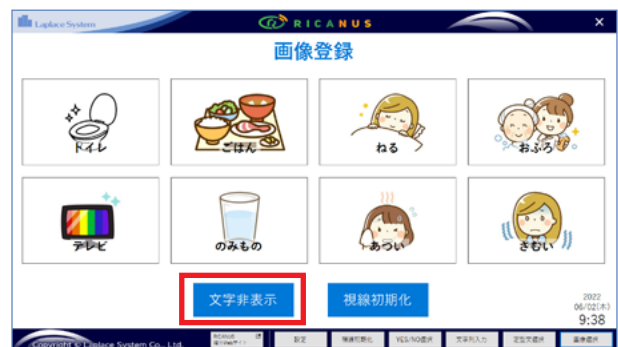 Laplace System
RICANUS
×
画像登録
トイレ
ごはん
ねる
おふろ
テレビ
のみもの
あつい
さむい
文字非表示
視線初期化
2022
06/02(木)
9:38
Copyright © Laplace System Co., Ltd.
RICANUS
設定
視線初期化
YES/NO選択
文字列入力
定型文選択
画像選択